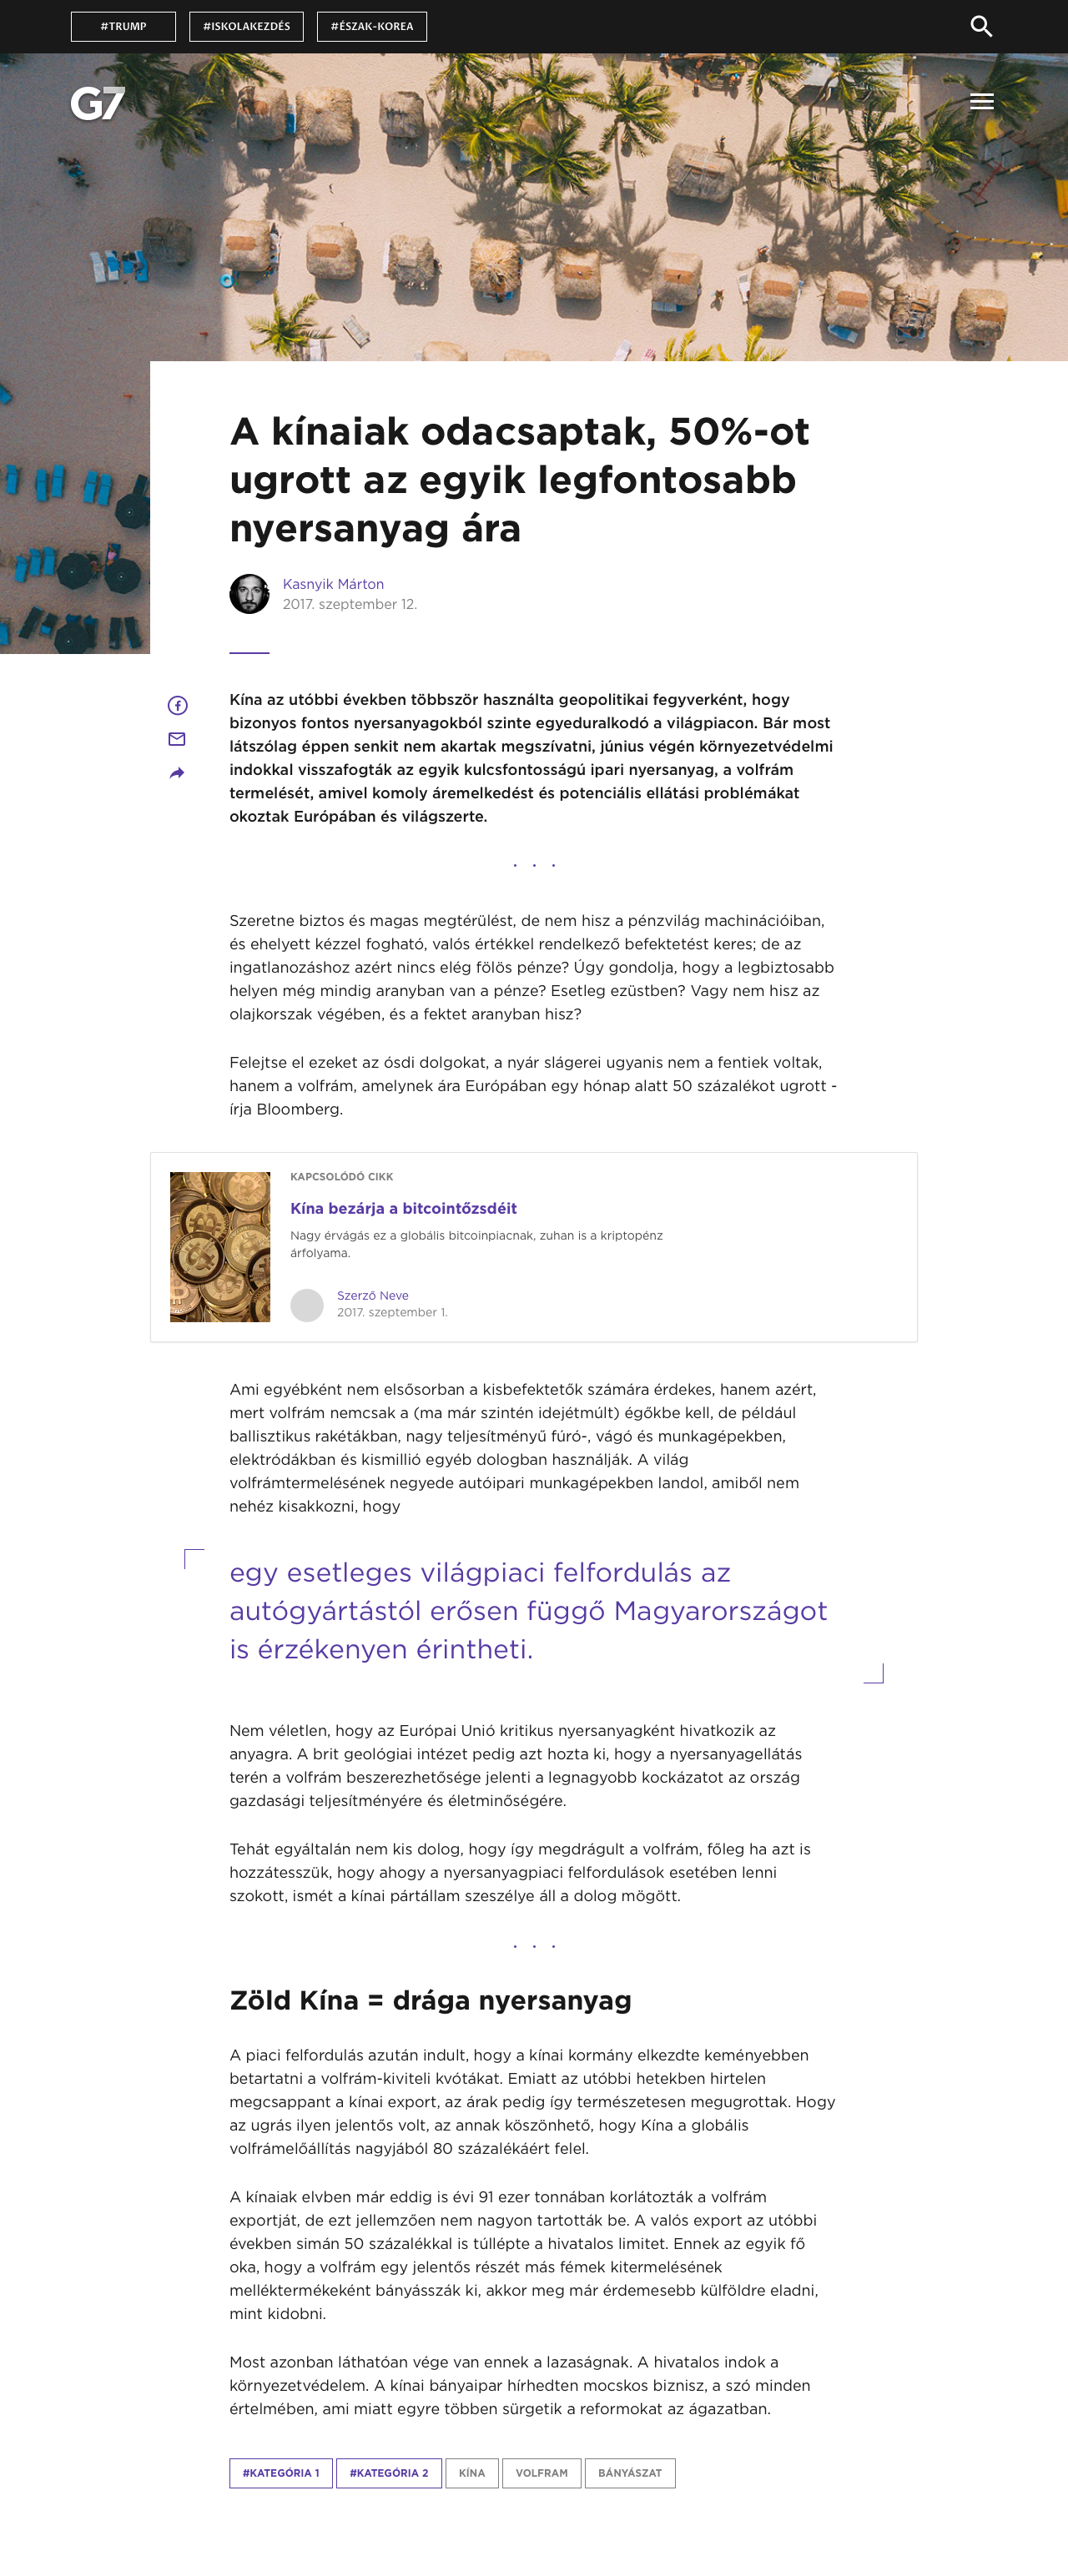 #TRUMP
#ISKOLAKEZDÉS
#ÉSZAK-KOREA
G7
A kínaiak odacsaptak, 50%-ot
ugrott az egyik legfontosabb
nyersanyag ára
Kasnyik Márton
2017. szeptember 12.
Kína az utóbbi években többször használta geopolitikai fegyverként, hogy
bizonyos fontos nyersanyagokból szinte egyeduralkodó a világpiacon. Bár most
látszólag éppen senkit nem akartak megszívatni, június végén környezetvédelmi
indokkal visszafogták az egyik kulcsfontosságú ipari nyersanyag, a volfrám
termelését, amivel komoly áremelkedést és potenciális ellátási problémákat
okoztak Európában és világszerte.
. . .
Szeretne biztos és magas megtérülést, de nem hisz a pénzvilág machinációiban,
és ehelyett kézzel fogható, valós értékkel rendelkező befektetést keres; de az
ingatlanozáshoz azért nincs elég fölös pénze? Úgy gondolja, hogy a legbiztosabb
helyen még mindig aranyban van a pénze? Esetleg ezüstben? Vagy nem hisz az
olajkorszak végében, és a fektet aranyban hisz?
Felejtse el ezeket az ósdi dolgokat, a nyár slágerei ugyanis nem a fentiek voltak,
hanem a volfrám, amelynek ára Európában egy hónap alatt 50 százalékot ugrott -
írja Bloomberg.
KAPCSOLÓDÓ CIKK
Kína bezárja a bitcointőzsdéit
Nagy érvágás ez a globális bitcoinpiacnak, zuhan is a kriptopénz
árfolyama.
Szerző Neve
2017. szeptember 1.
Ami egyébként nem elsősorban a kisbefektetők számára érdekes, hanem azért,
mert volfrám nemcsak a (ma már szintén idejétmúlt) égőkbe kell, de például
ballisztikus rakétákban, nagy teljesítményű fúró-, vágó és munkagépekben,
elektródákban és kismillió egyéb dologban használják. A világ
volfrámtermelésének negyede autóipari munkagépekben landol, amiből nem
nehéz kisakkozni, hogy
egy esetleges világpiaci felfordulás az
autógyártástól erősen függő Magyarországot
is érzékenyen érintheti.
Nem véletlen, hogy az Európai Unió kritikus nyersanyagként hivatkozik az
anyagra. A brit geológiai intézet pedig azt hozta ki, hogy a nyersanyagellátás
terén a volfrám beszerezhetősége jelenti a legnagyobb kockázatot az ország
gazdasági teljesítményére és életminőségére.
Tehát egyáltalán nem kis dolog, hogy így megdrágult a volfrám, főleg ha azt is
hozzátesszük, hogy ahogy a nyersanyagpiaci felfordulások esetében lenni
szokott, ismét a kínai pártállam szeszélye áll a dolog mögött.
. . .
Zöld Kína = drága nyersanyag
A piaci felfordulás azután indult, hogy a kínai kormány elkezdte keményebben
betartatni a volfrám-kiviteli kvótákat. Emiatt az utóbbi hetekben hirtelen
megcsappant a kínai export, az árak pedig így természetesen megugrottak. Hogy
az ugrás ilyen jelentős volt, az annak köszönhető, hogy Kína a globális
volfrámelőállítás nagyjából 80 százalékáért felel.
A kínaiak elvben már eddig is évi 91 ezer tonnában korlátozták a volfrám
exportját, de ezt jellemzően nem nagyon tartották be. A valós export az utóbbi
években simán 50 százalékkal is túllépte a hivatalos limitet. Ennek az egyik fő
oka, hogy a volfrám egy jelentős részét más fémek kitermelésének
melléktermékeként bányásszák ki, akkor meg már érdemesebb külföldre eladni,
mint kidobni.
Most azonban láthatóan vége van ennek a lazaságnak. A hivatalos indok a
környezetvédelem. A kínai bányaipar hírhedten mocskos biznisz, a szó minden
értelmében, ami miatt egyre többen sürgetik a reformokat az ágazatban.
#KATEGÓRIA 1
#KATEGÓRIA 2
KÍNA
VOLFRAM
BÁNYÁSZAT